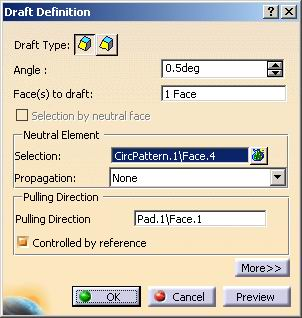 Draft Definition
Draft Type:
Angle : 0.5deg
Face(s) to draft: 1 Face
Selection by neutral face
Neutral Element
Selection: CircPattern.1\Face.4
Propagation: None
Pulling Direction
Pulling Direction Pad.1\Face.1
Controlled by reference
More>>
OK Cancel Preview